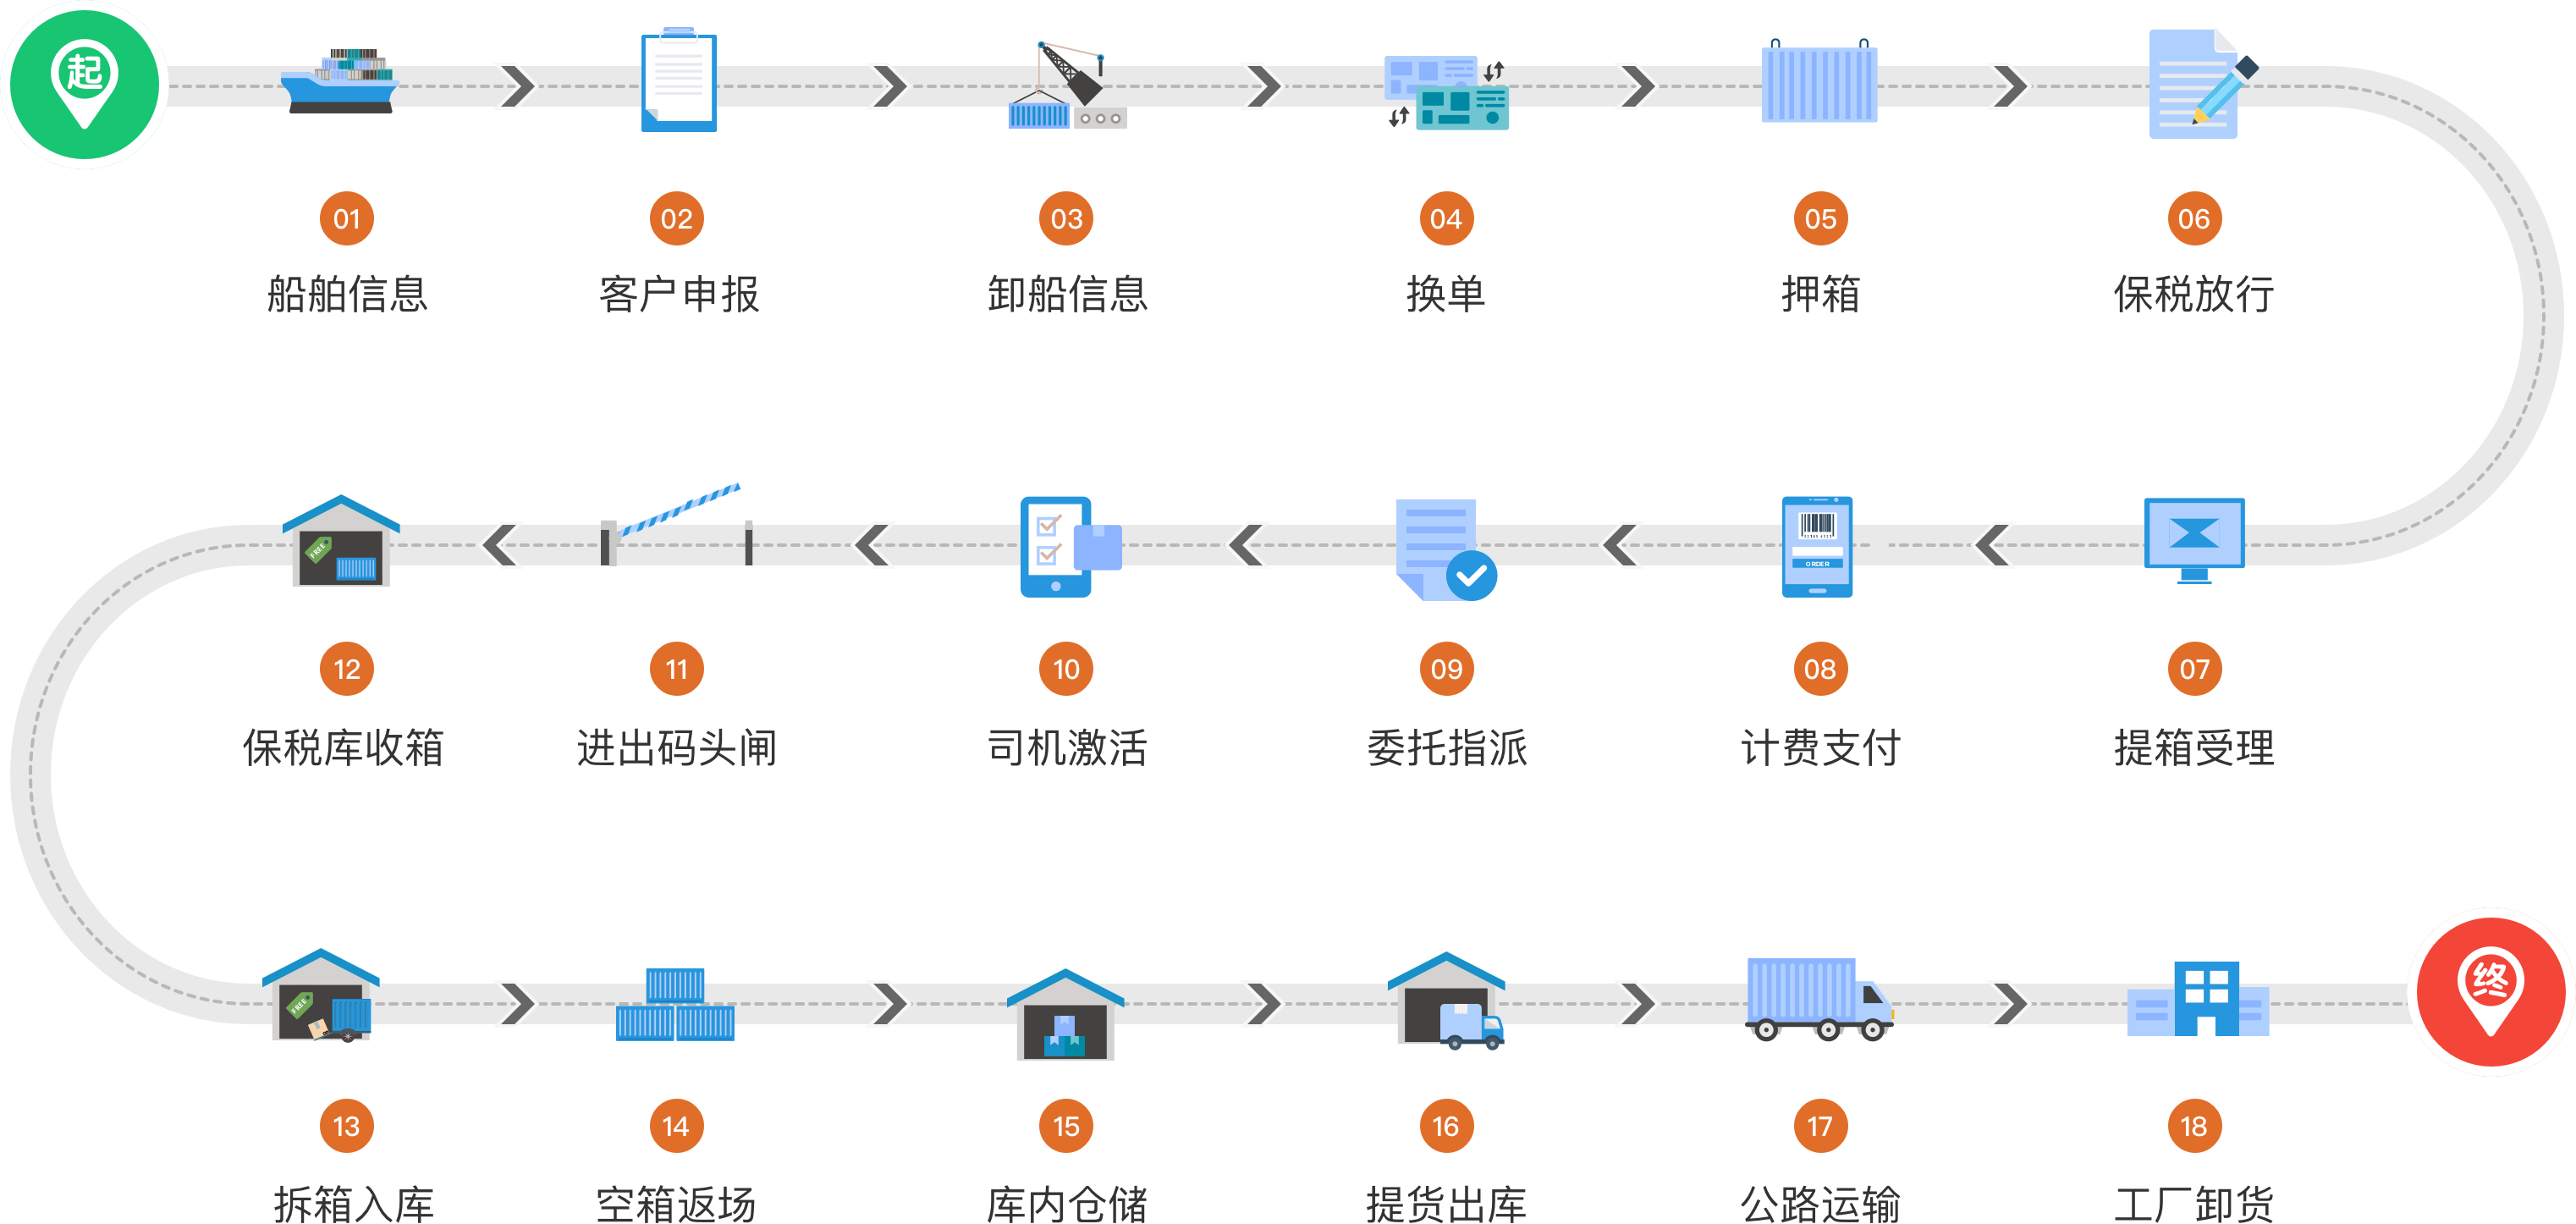 起
01 02 03 04 05 06
船舶信息 客户申报 卸船信息 换单 押箱 保税放行
FREE
ORDER
12 11 10 09 08 07
保税库收箱 进出码头闸 司机激活 委托指派 计费支付 提箱受理
FREE
终
13 14 15 16 17 18
拆箱入库 空箱返场 库内仓储 提货出库 公路运输 工厂卸货